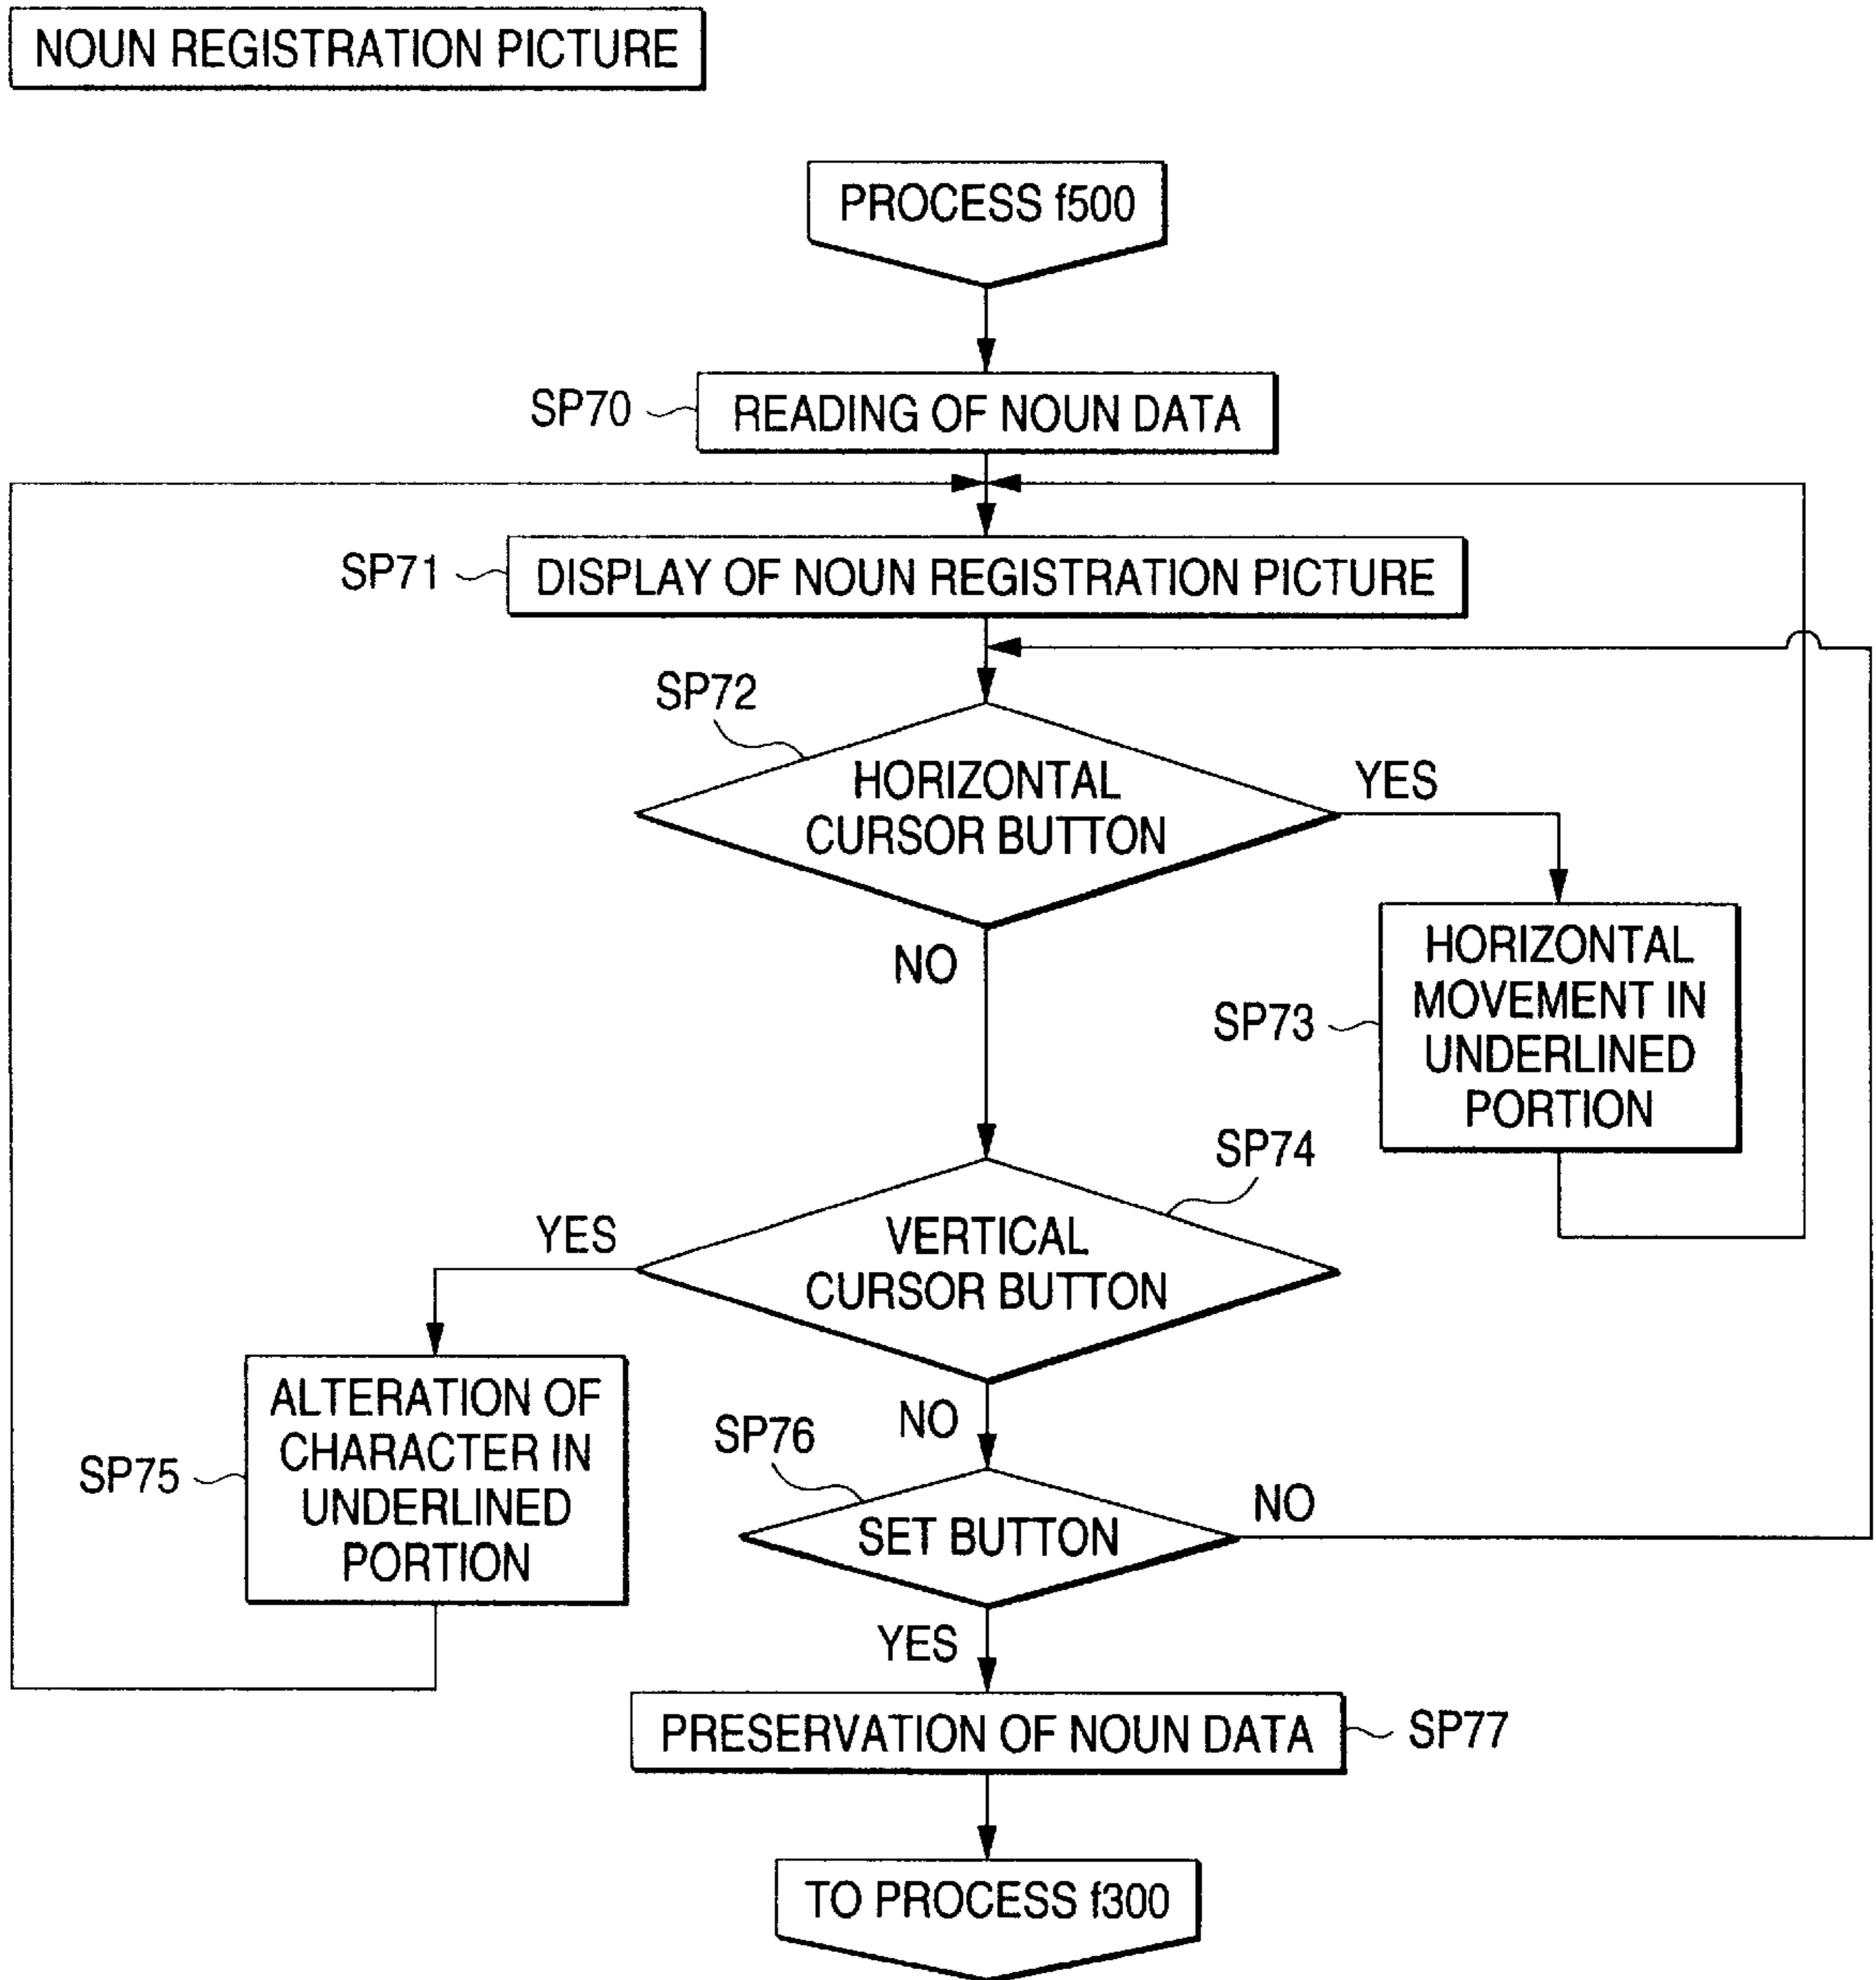 NOUN REGISTRATION PICTURE
PROCESS f500
SP70
READING OF NOUN DATA
SP71
DISPLAY OF NOUN REGISTRATION PICTURE
SP72
HORIZONTAL
CURSOR BUTTON
YES
NO
SP73
HORIZONTAL
MOVEMENT IN
UNDERLINED
PORTION
SP74
VERTICAL
CURSOR BUTTON
YES
NO
SP75
ALTERATION OF
CHARACTER IN
UNDERLINED
PORTION
SP76
SET BUTTON
NO
YES
PRESERVATION OF NOUN DATA
SP77
TO PROCESS f300